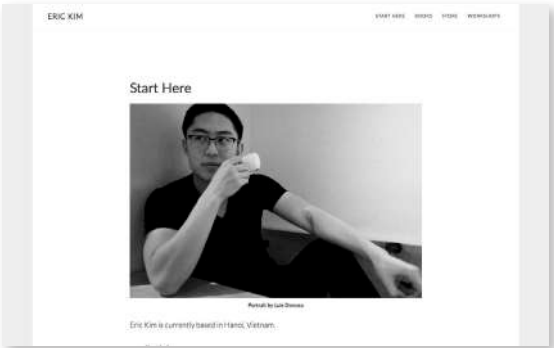 ERIC KIM
START HERE BOOKS STORE WORKSHOPS
Start Here
Portrait by Luis Donoso
Eric Kim is currently based in Hanoi, Vietnam.